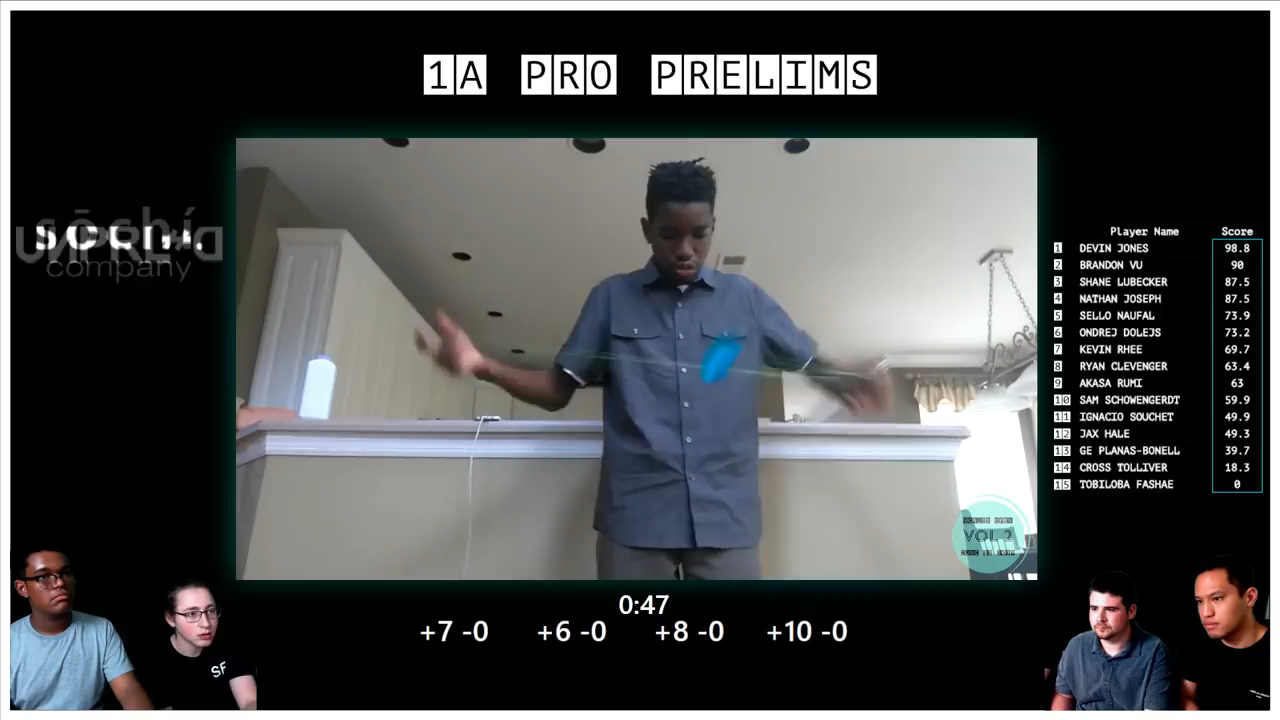 1A PRO PRELIMS
company
Player Name Score
1 DEVIN JONES 98.8
2 BRANDON VU 90
3 SHANE LUBECKER 87.5
4 NATHAN JOSEPH 87.5
5 SELLO NAUFAL 73.9
6 ONDREJ DOLEJS 73.2
7 KEVIN RHEE 69.7
8 RYAN CLEVENGER 63.4
9 AKASA RUMI 63
10 SAM SCHOWENGERDT 59.9
11 IGNACIO SOUCHET 49.9
12 JAX HALE 49.3
13 GE PLANAS-BONELL 39.7
14 CROSS TOLLIVER 18.3
15 TOBILOBA FASHAE 0
VOL 2
0:47
+7 -0 +6 -0 +8 -0 +10 -0
SF